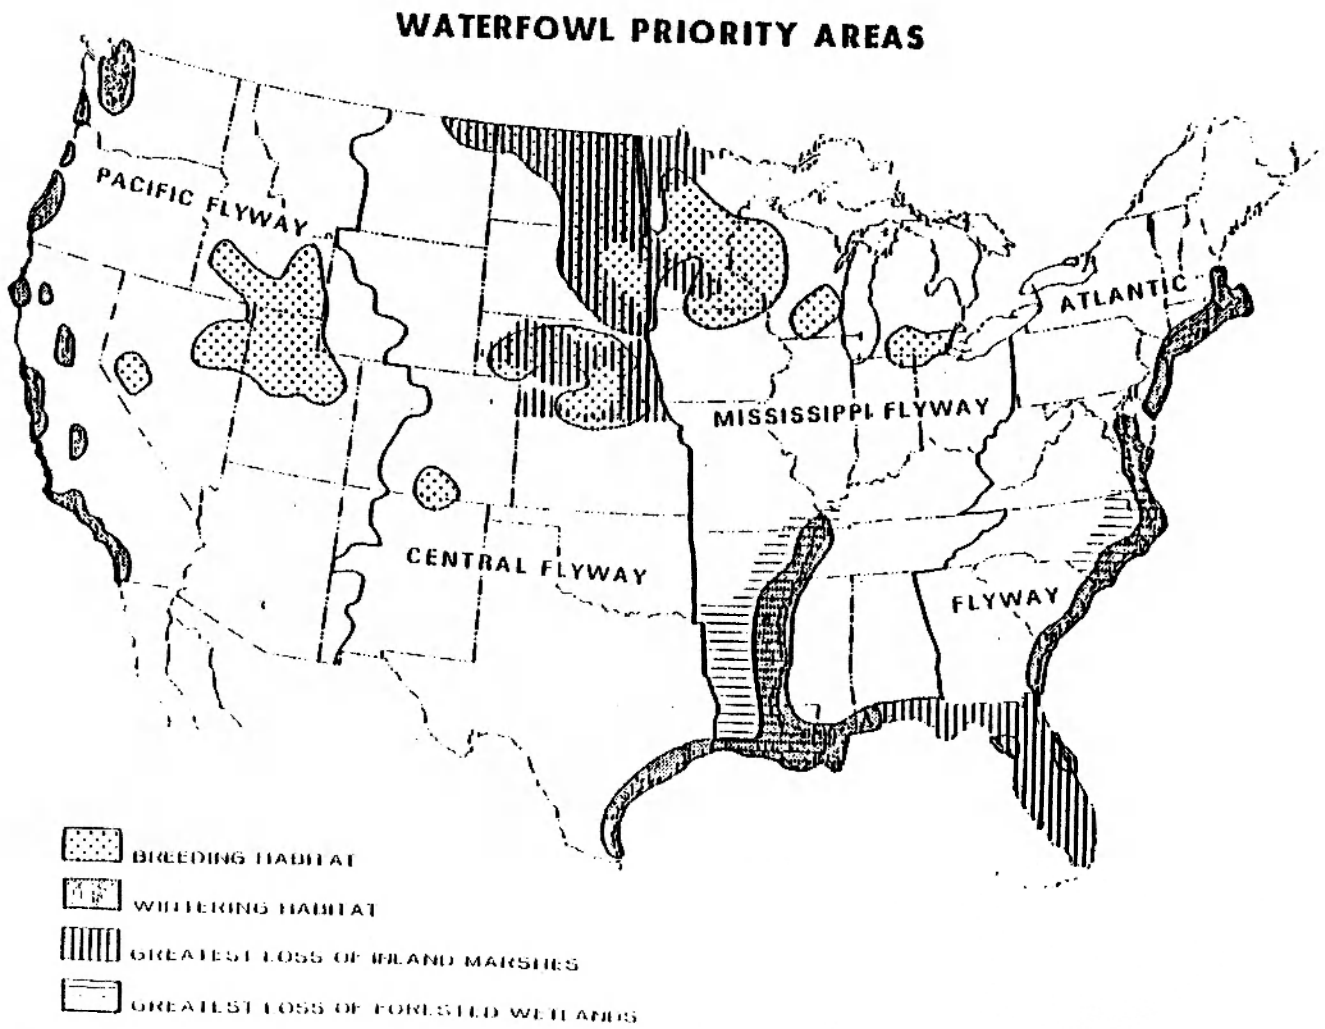 WATERFOWL PRIORITY AREAS
PACIFIC FLYWAY
ATLANTIC
MISSISSIPPI FLYWAY
CENTRAL FLYWAY
FLYWAY
BREEDING HABITAT
WINTERING HABITAT
GREATEST LOSS OF INLAND MARSHES
GREATEST LOSS OF FORESTED WETLANDS